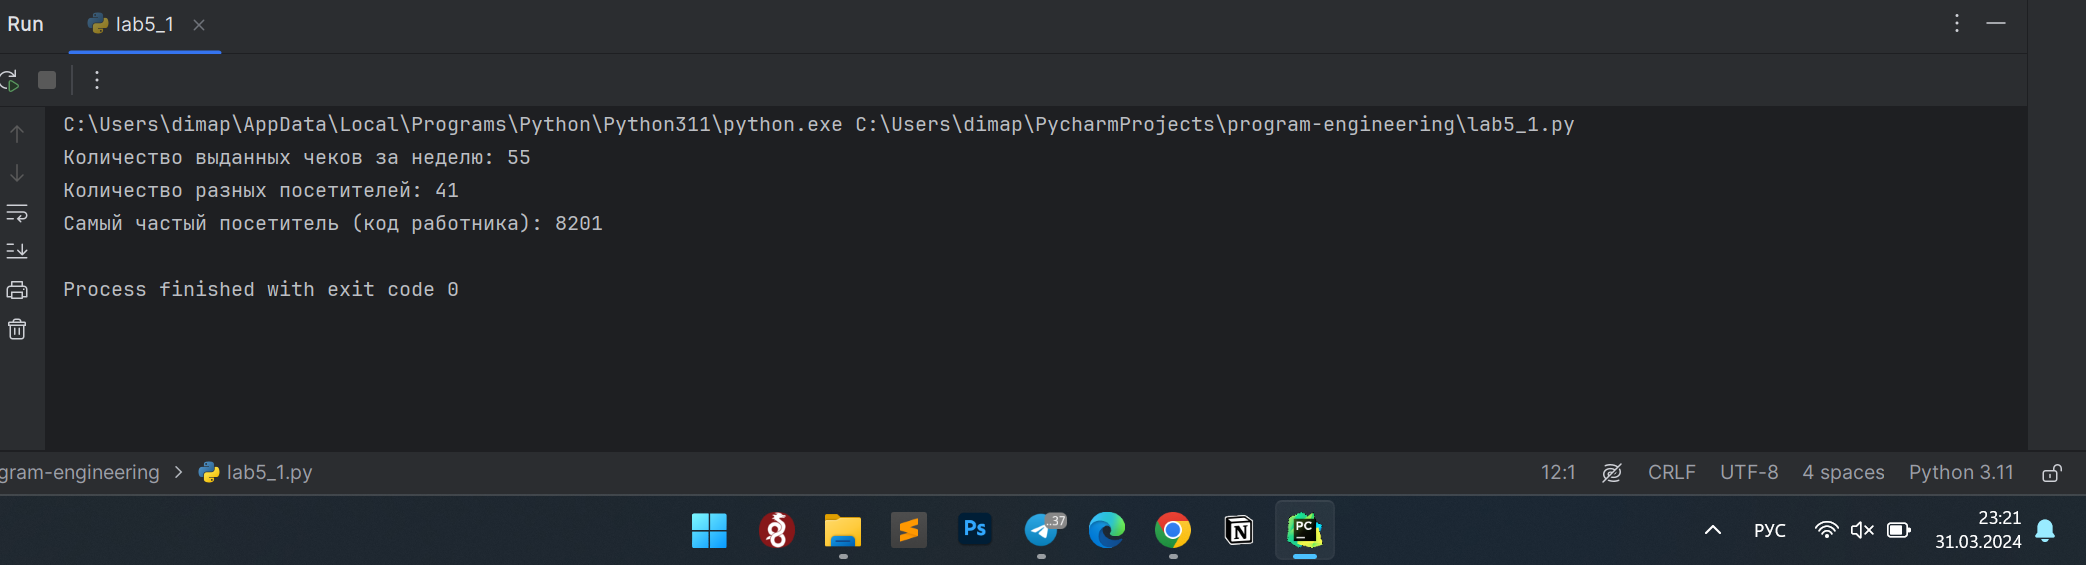 Run
lab5_1
C:\Users\dimap\AppData\Local\Programs\Python\Python311\python.exe C:\Users\dimap\PycharmProjects\program-engineering\lab5_1.py
Количество выданных чеков за неделю: 55
Количество разных посетителей: 41
Самый частый посетитель (код работника): 8201
Process finished with exit code 0
gram-engineering > lab5_1.py
12:1 CRLF UTF-8 4 spaces Python 3.11
Ps
..37
N
PC
РУС
23:21
31.03.2024